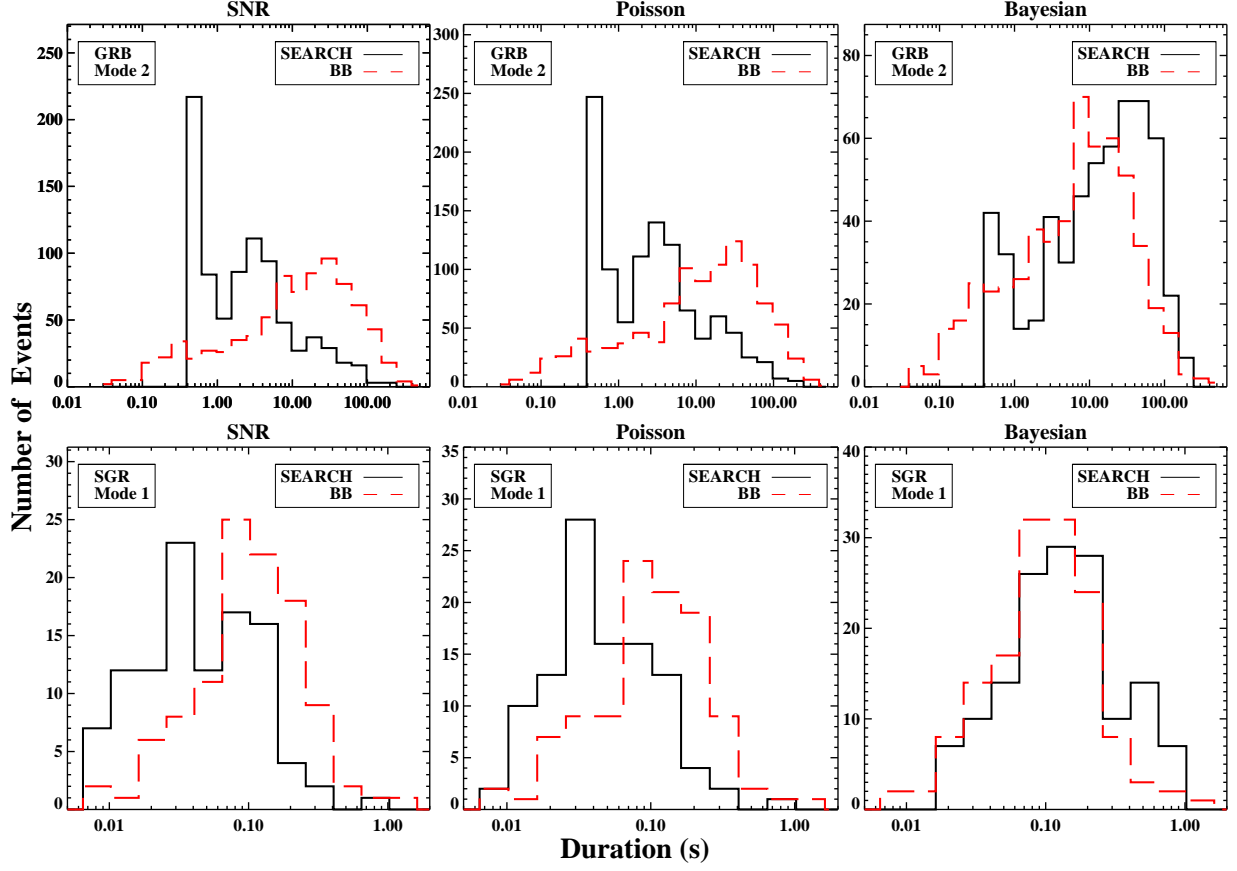 SNR
Poisson
Bayesian
GRB
Mode 2
SEARCH
BB
250
200
150
100
50
0
0.01
0.10
1.00
10.00
100.00
GRB
Mode 2
SEARCH
BB
300
250
200
150
100
50
0
0.01
0.10
1.00
10.00
100.00
GRB
Mode 2
SEARCH
BB
80
60
40
20
0
0.01
0.10
1.00
10.00
100.00
Number of Events
SNR
Poisson
Bayesian
SGR
Mode 1
SEARCH
BB
30
25
20
15
10
5
0
0.01
0.10
1.00
SGR
Mode 1
SEARCH
BB
35
30
25
20
15
10
5
0
0.01
0.10
1.00
SGR
Mode 1
SEARCH
BB
40
30
20
10
0
0.01
0.10
1.00
Duration (s)